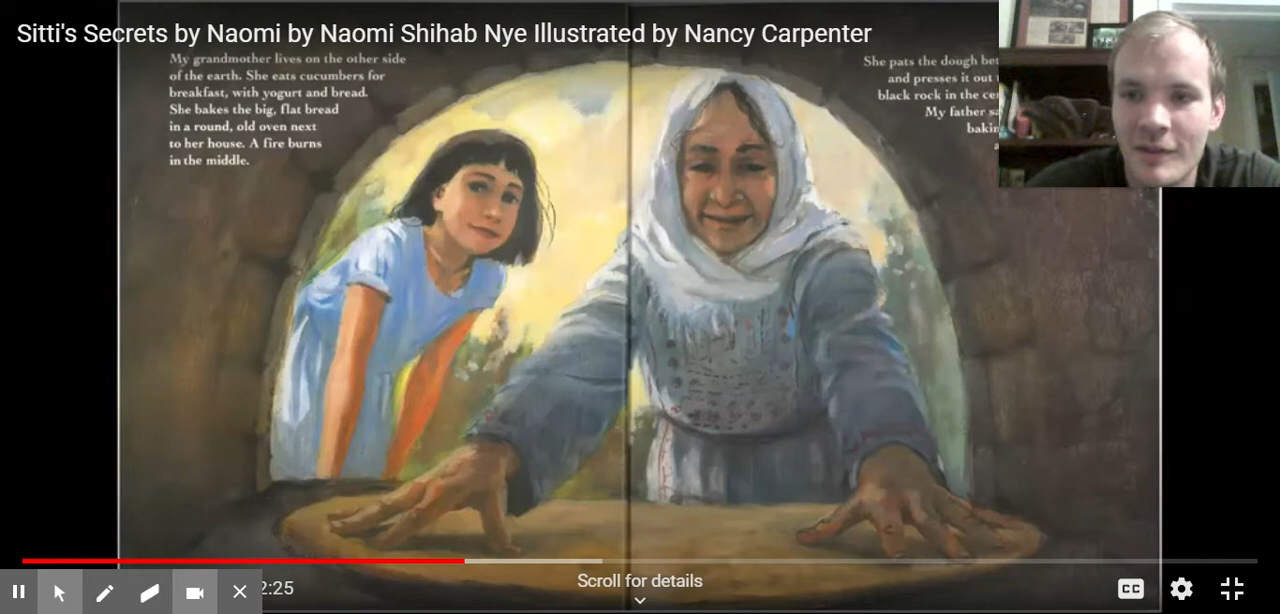 Sitti's Secrets by Naomi by Naomi Shihab Nye Illustrated by Nancy Carpenter
My grandmother lives on the other side
of the earth. She eats cucumbers for
breakfast, with yogurt and bread.
She bakes the big, flat bread
in a round, old oven next
to her house. A fire burns
in the middle.
She pats the dough
and presses it out
black rock in the
My father
2:25
Scroll for details
CC